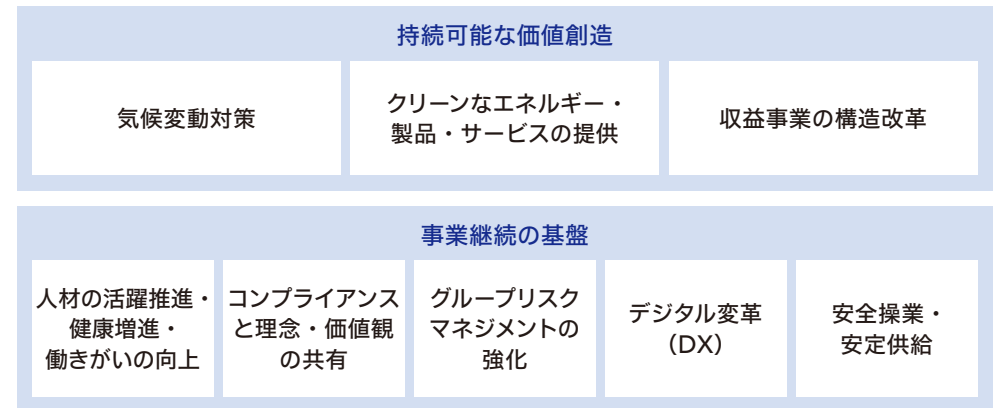 持続可能な価値創造
気候変動対策
クリーンなエネルギー・
製品・サービスの提供
収益事業の構造改革
事業継続の基盤
人材の活躍推進・
健康増進・
働きがいの向上
コンプライアンス
と理念・価値観
の共有
グループリスク
マネジメントの
強化
デジタル変革
（DX）
安全操業・
安定供給